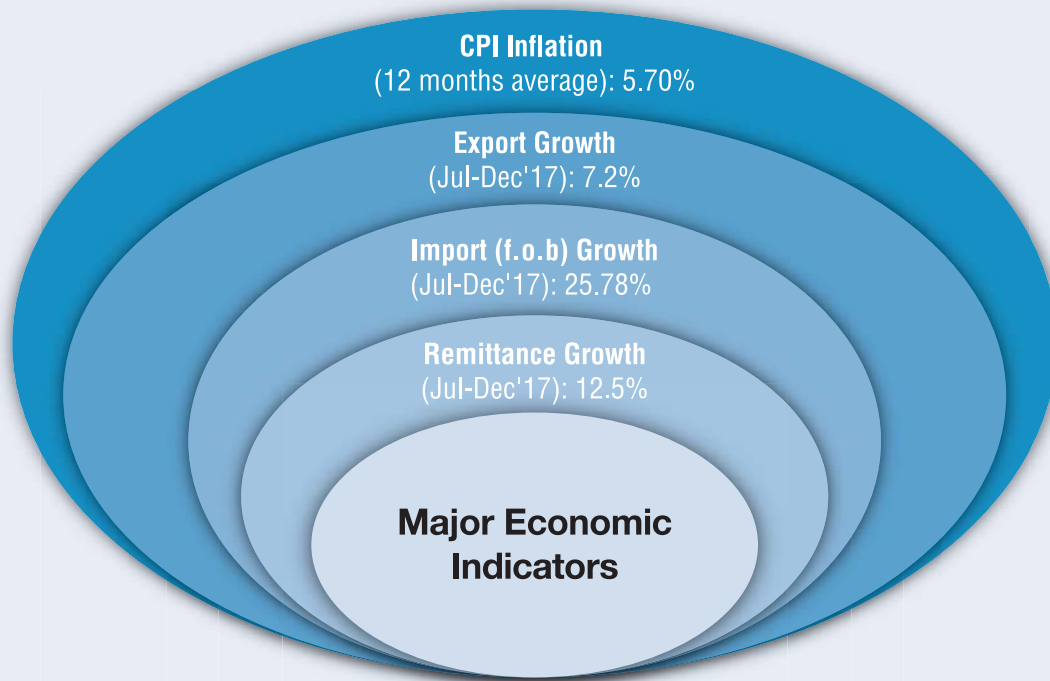 CPI Inflation
(12 months average): 5.70%
Export Growth
(Jul-Dec'17): 7.2%
Import (f.o.b) Growth
(Jul-Dec'17): 25.78%
Remittance Growth
(Jul-Dec'17): 12.5%
Major Economic
Indicators